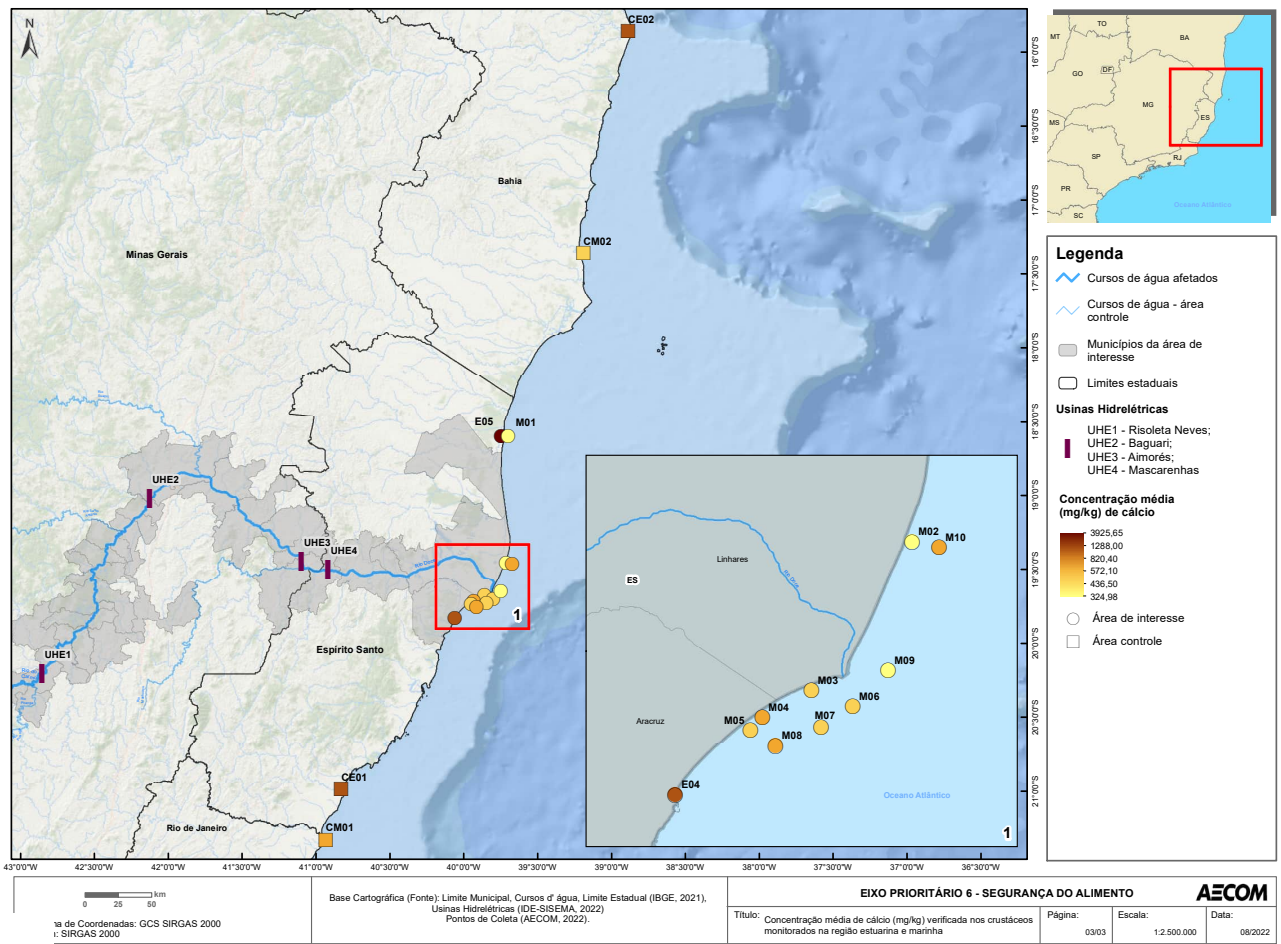 N
CE02
Bahia
CM02
Minas Gerais
E05
M01
UHE2
UHE3
UHE4
Rio Doce
1
UHE1
Espírito Santo
CE01
Rio de Janeiro
CM01
16°0'0"S
16°30'0"S
17°0'0"S
17°30'0"S
18°0'0"S
18°30'0"S
19°0'0"S
19°30'0"S
20°0'0"S
20°30'0"S
21°0'0"S
43°0'0"W
42°30'0"W
42°0'0"W
41°30'0"W
41°0'0"W
40°30'0"W
40°0'0"W
39°30'0"W
39°0'0"W
38°30'0"W
38°0'0"W
37°30'0"W
37°0'0"W
36°30'0"W
M02
M10
Linhares
ES
Rio Doce
M09
M03
M06
M04
M07
M05
Aracruz
M08
E04
Oceano Atlântico
1
TO
MT
BA
DF
GO
MG
MS
ES
SP
RJ
PR
SC
Oceano Atlântico
Legenda
Cursos de água afetados
Cursos de água - área
controle
Municípios da área de
interesse
Limites estaduais
Usinas Hidrelétricas
UHE1 - Risoleta Neves;
UHE2 - Baguari;
UHE3 - Aimorés;
UHE4 - Mascarenhas
Concentração média
(mg/kg) de cálcio
3925,65
1288,00
820,40
572,10
436,50
324,98
Área de interesse
Área controle
km
0 25 50
na de Coordenadas: GCS SIRGAS 2000
: SIRGAS 2000
Base Cartográfica (Fonte): Limite Municipal, Cursos d' água, Limite Estadual (IBGE, 2021),
Usinas Hidrelétricas (IDE-SISEMA, 2022)
Pontos de Coleta (AECOM, 2022).
EIXO PRIORITÁRIO 6 - SEGURANÇA DO ALIMENTO
AECOM
Título: Concentração média de cálcio (mg/kg) verificada nos crustáceos
monitorados na região estuarina e marinha
Página:
03/03
Escala:
1:2.500.000
Data:
08/2022